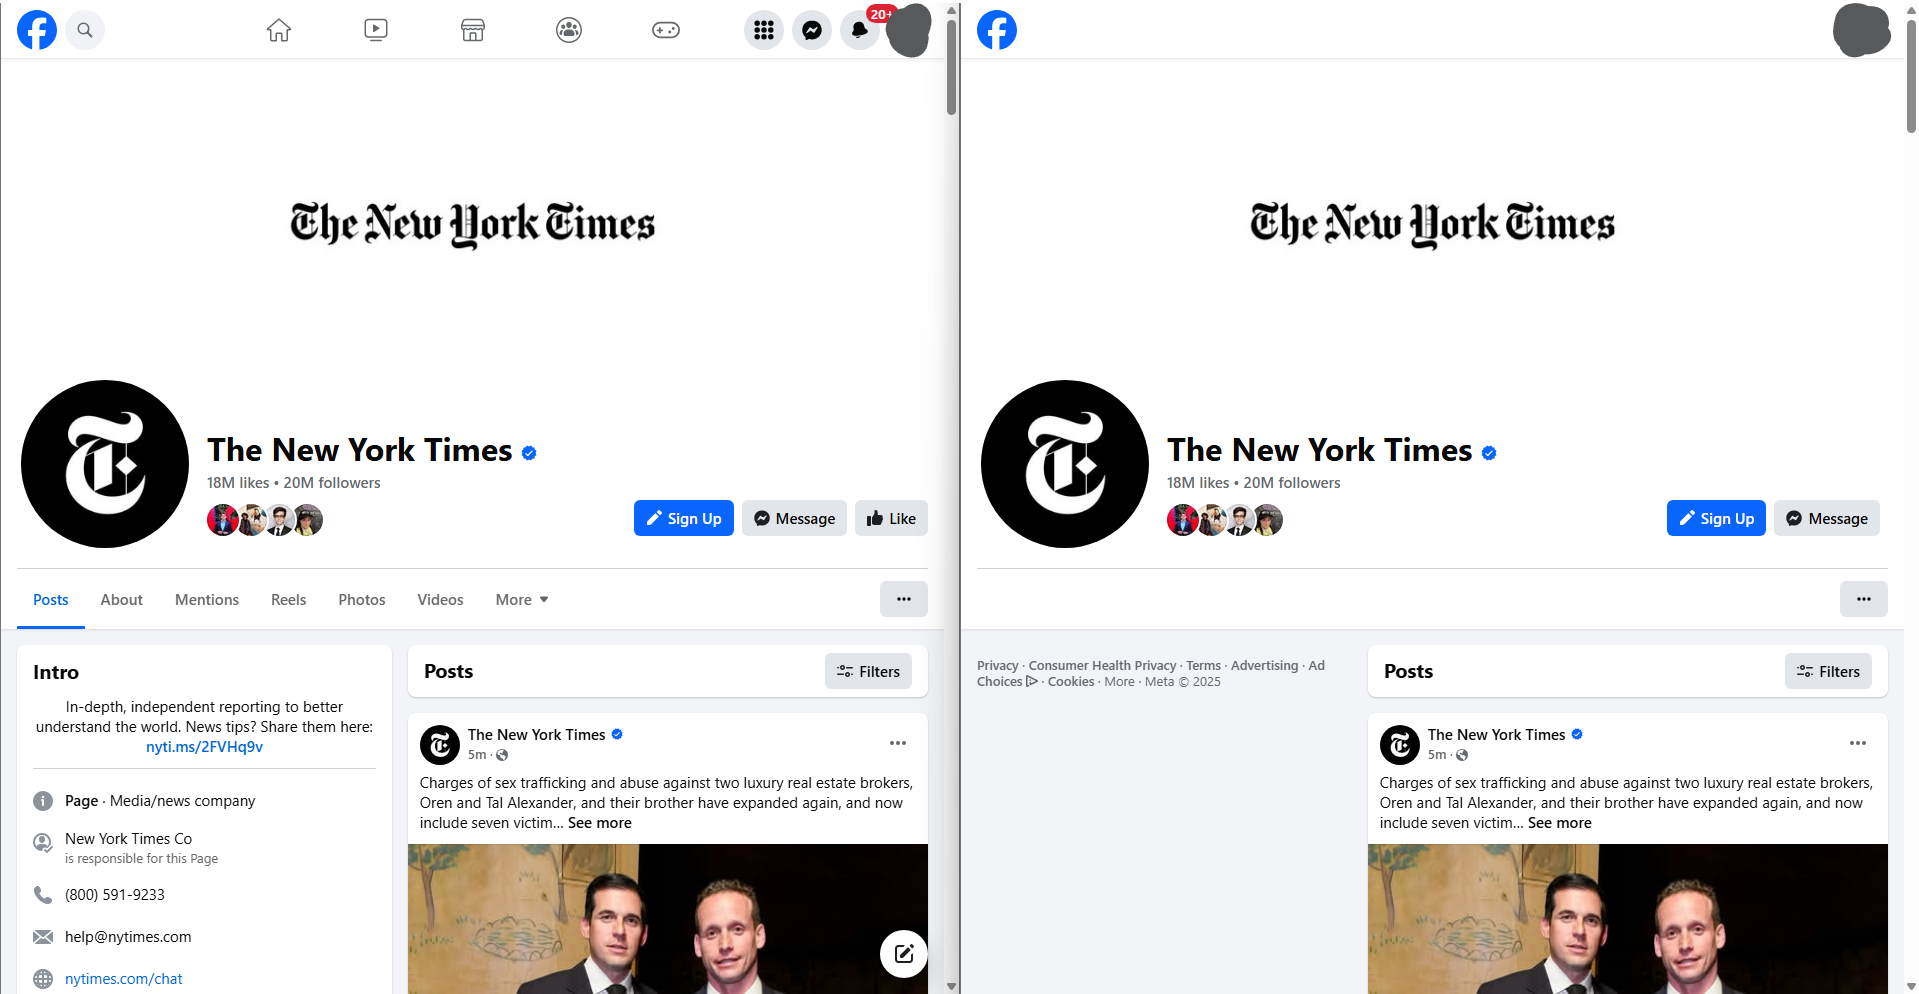 20+
The New York Times
The New York Times
18M likes • 20M followers
Sign Up
Message
Like
Posts
About
Mentions
Reels
Photos
Videos
More
Intro
In-depth, independent reporting to better
understand the world. News tips? Share them here:
nyti.ms/2FVHq9v
Page · Media/news company
New York Times Co
is responsible for this Page
(800) 591-9233
help@nytimes.com
nytimes.com/chat
Posts
Filters
The New York Times
5m ·
Charges of sex trafficking and abuse against two luxury real estate brokers,
Oren and Tal Alexander, and their brother have expanded again, and now
include seven victim... See more
The New York Times
The New York Times
18M likes • 20M followers
Sign Up
Message
Privacy · Consumer Health Privacy · Terms · Advertising · Ad
Choices · Cookies · More · Meta © 2025
Posts
Filters
The New York Times
5m ·
Charges of sex trafficking and abuse against two luxury real estate brokers,
Oren and Tal Alexander, and their brother have expanded again, and now
include seven victim... See more